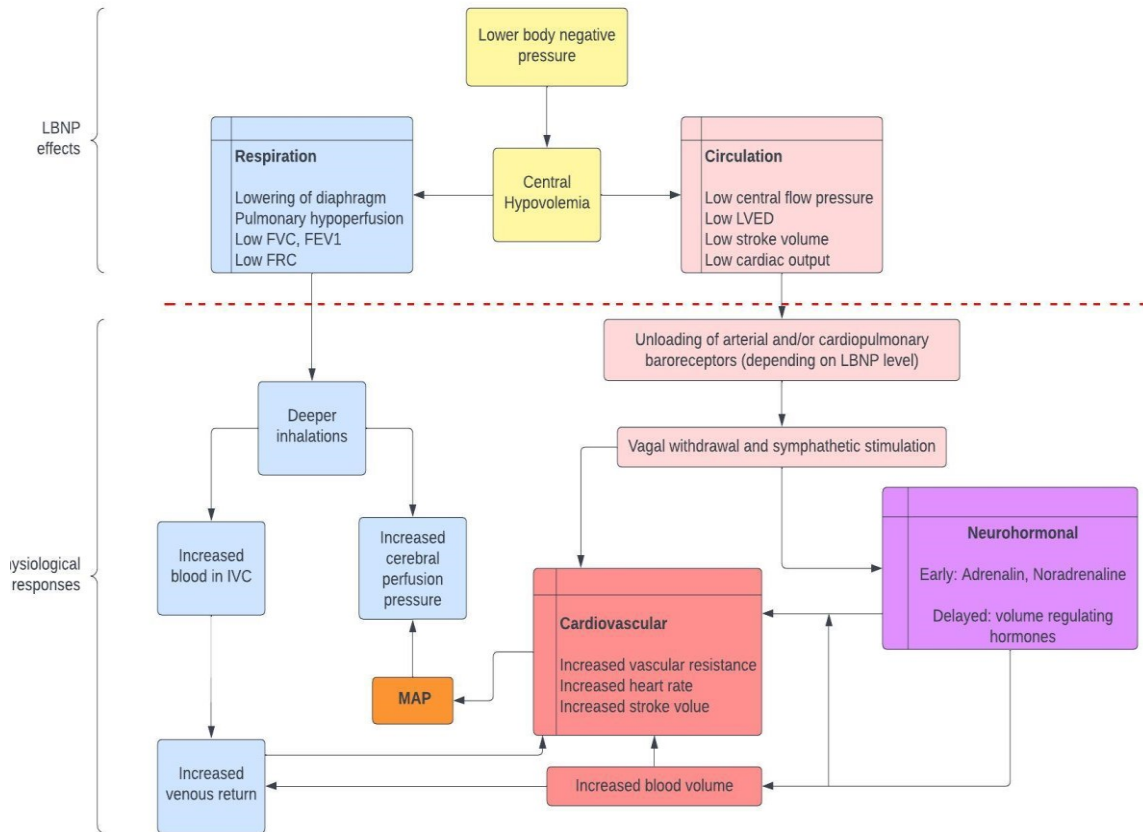 Lower body negative
pressure
LBNP
effects
Respiration
Lowering of diaphragm
Pulmonary hypoperfusion
Low FVC, FEV1
Low FRC
Central
Hypovolemia
Circulation
Low central flow pressure
Low LVED
Low stroke volume
Low cardiac output
Unloading of arterial and/or cardiopulmonary
baroreceptors (depending on LBNP level)
Deeper
inhalations
Vagal withdrawal and symphathetic stimulation
ysiological
responses
Increased
blood in IVC
Increased
cerebral
perfusion
pressure
Neurohormonal
Early: Adrenalin, Noradrenaline
Delayed: volume regulating
hormones
Cardiovascular
Increased vascular resistance
Increased heart rate
Increased stroke volue
MAP
Increased
venous return
Increased blood volume